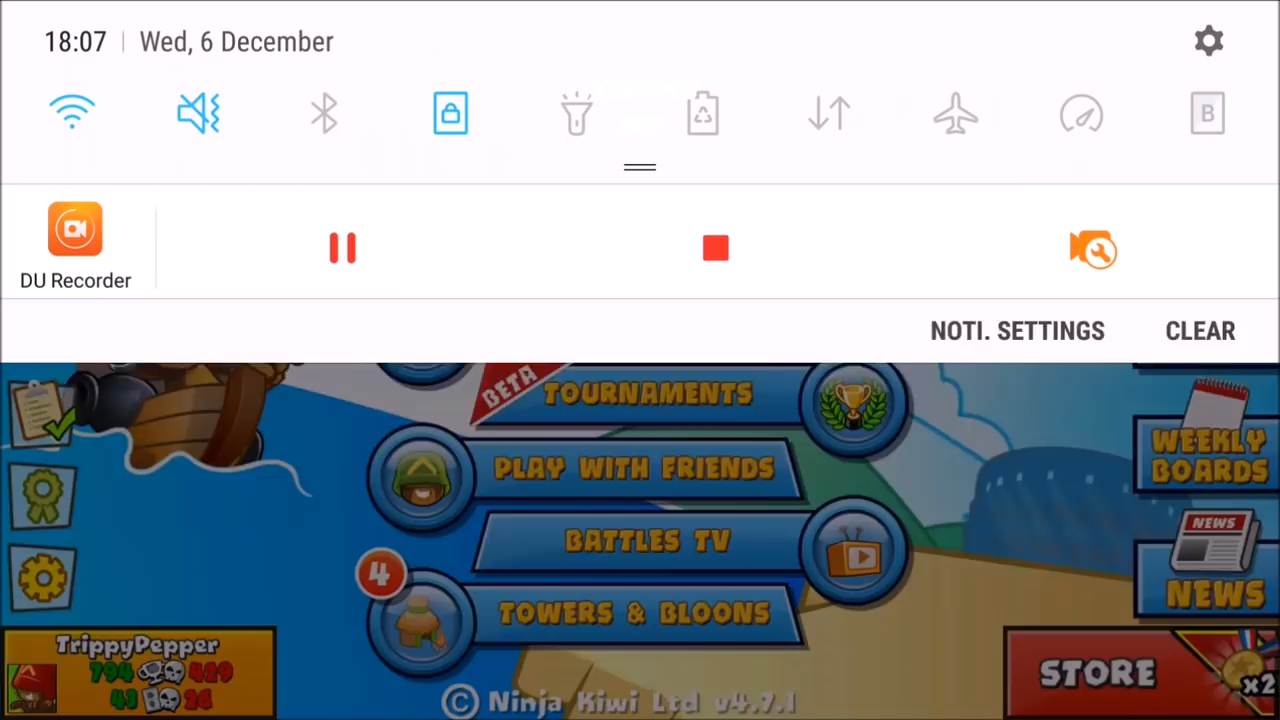 18:07 | Wed, 6 December
B
DU Recorder
NOTI. SETTINGS CLEAR
BETA
TOURNAMENTS
PLAY WITH FRIENDS
WEEKLY
BOARDS
BATTLES TV
NEWS
NEWS
4
TOWERS & BLOONS
TrippyPepper
794 429
43 26
STORE
x2
© Ninja Kiwi Ltd v4.7.1